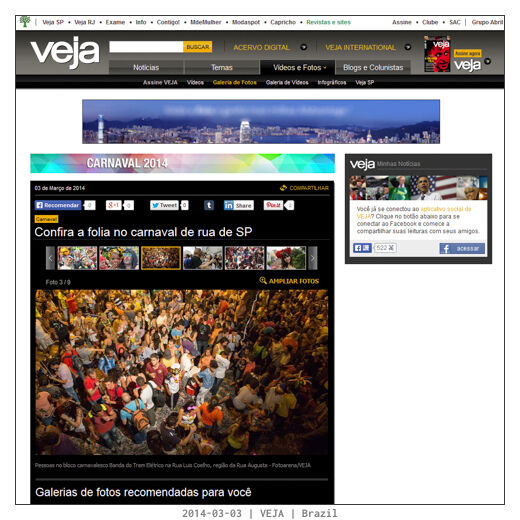 Veja SP • Veja RJ • Exame • Info • Contigo! • MdeMulher • Modaspot • Capricho • Revistas e sites
Assine • Clube • SAC Grupo Abril
veja
BUSCAR
ACERVO DIGITAL
VEJA INTERNATIONAL
Assine agora
veja
Notícias
Temas
Vídeos e Fotos
Blogs e Colunistas
Assine VEJA
Vídeos
Galeria de Fotos
Galeria de Vídeos
Infográficos
Veja SP
CARNAVAL 2014
03 de Março de 2014
COMPARTILHAR
Recomendar 0
+1 0
Tweet 0
t
in Share
Pin it 2
Carnaval
Confira a folia no carnaval de rua de SP
Foto 3 / 9
AMPLIAR FOTOS
Pessoas no bloco carnavalesco Banda do Trem Elétrico na Rua Luis Coelho, região da Rua Augusta - Fotoarena/VEJA
Galerias de fotos recomendadas para você
veja Minhas Notícias
Você já se conectou ao aplicativo social de
VEJA? Clique no botão abaixo para se
conectar ao Facebook e comece a
compartilhar suas leituras com seus amigos.
522
f acessar
2014-03-03 | VEJA | Brazil